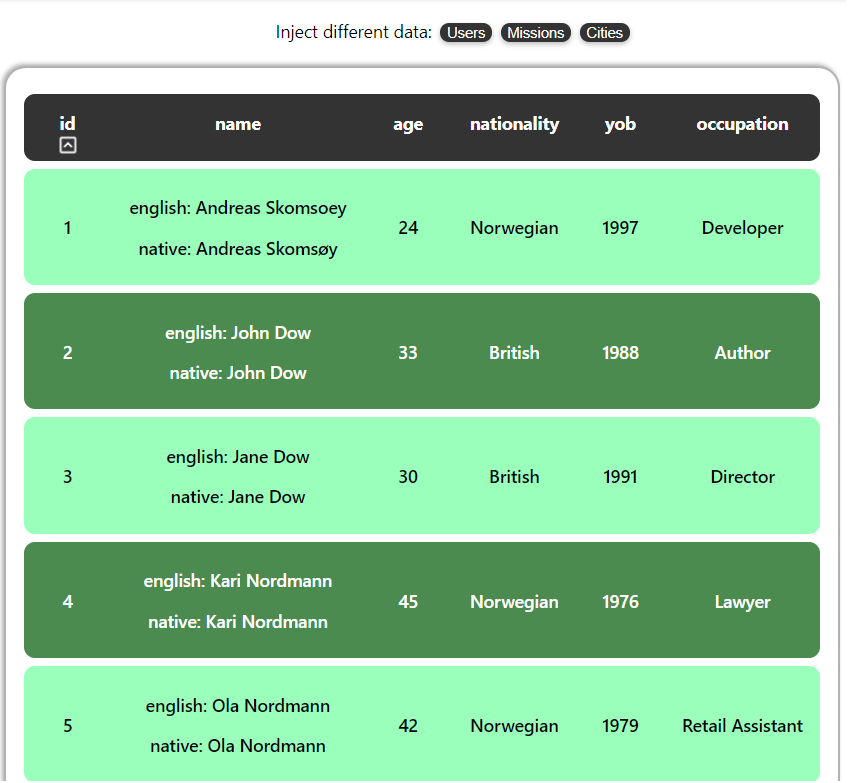 Inject different data: Users Missions Cities
id name age nationality yob occupation
english: Andreas Skomsoey
1 24 Norwegian 1997 Developer
native: Andreas Skomsøy
english: John Dow
2 33 British 1988 Author
native: John Dow
english: Jane Dow
3 30 British 1991 Director
native: Jane Dow
english: Kari Nordmann
4 45 Norwegian 1976 Lawyer
native: Kari Nordmann
english: Ola Nordmann
5 42 Norwegian 1979 Retail Assistant
native: Ola Nordmann